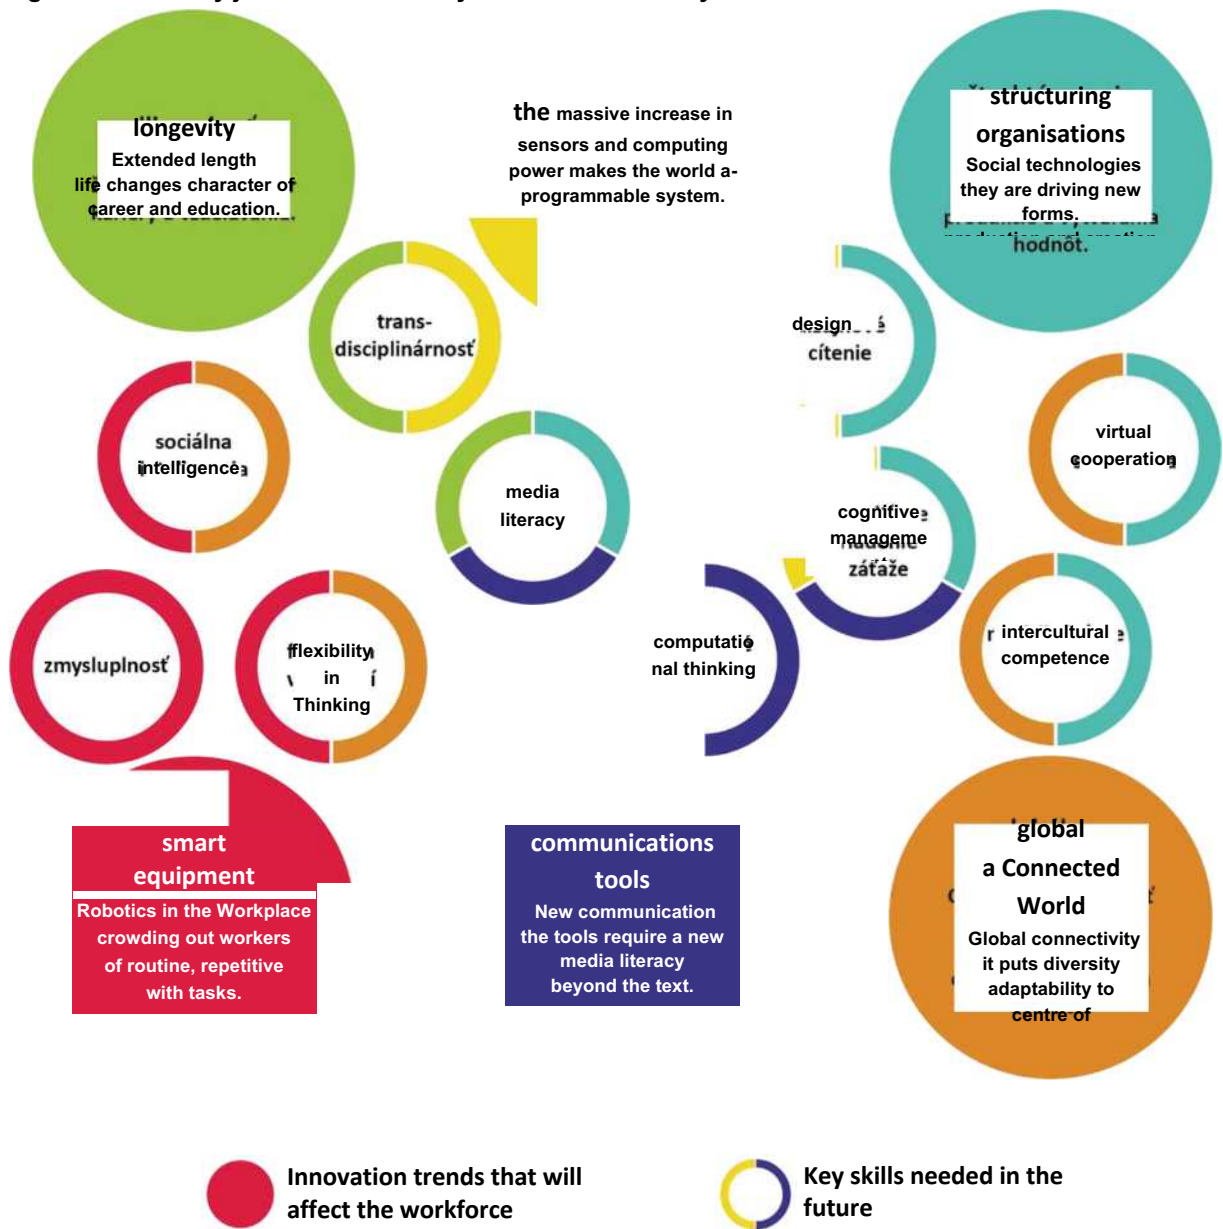 longevity
Extended length
life changes character of
career and education.
the massive increase in
sensors and computing
power makes the world a-
programmable system.
structuring
organisations
Social technologies
they are driving new
forms.
hodnôt.
trans-
disciplinárnosť
design
cítenie
sociálna
intelligence
media
literacy
virtual
cooperation
cognitive
manageme
záťaže
zmysluplnosť
flexibility
in
Thinking
computatio
nal thinking
intercultural
competence
smart
equipment
Robotics in the Workplace
crowding out workers
of routine, repetitive
with tasks.
communications
tools
New communication
the tools require a new
media literacy
beyond the text.
global
a Connected
World
Global connectivity
it puts diversity
adaptability to
centre of
Innovation trends that will
affect the workforce
Key skills needed in the
future